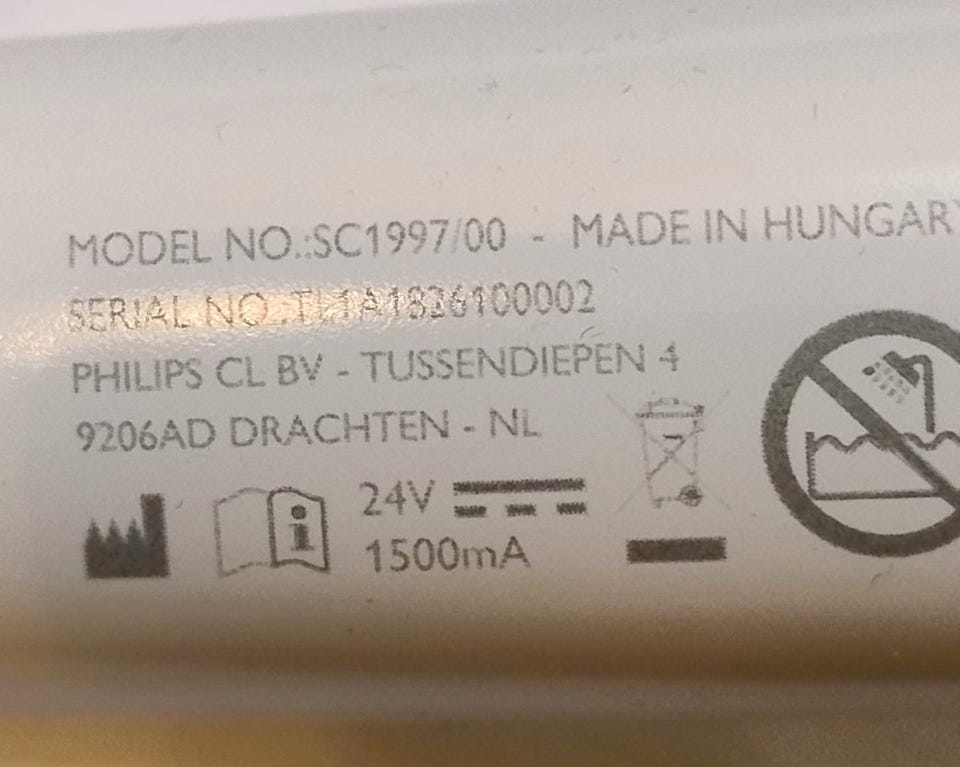 MODEL NO.:SC1997/00 - MADE IN HUNGARY
SERIAL NO.:
PHILIPS CL BV - TUSSENDIEPEN 4
9206AD DRACHTEN - NL
24V
1500mA